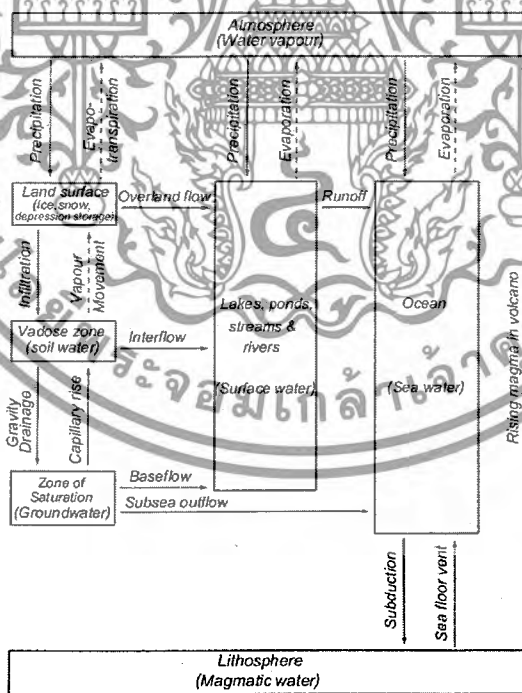 Atmosphere
(Water vapour)
Precipitation
Evapo-
transpiration
Precipitation
Evaporation
Precipitation
Evaporation
Land surface
(ice, snow,
depression storage)
Overland flow
Runoff
Infiltration
Vapour
Movement
Lakes, ponds,
streams &
rivers
(Surface water)
Ocean
(Sea water)
Rising magma in volcano
Vadose zone
(soil water)
Interflow
Gravity
Drainage
Capillary rise
Zone of
Saturation
(Groundwater)
Baseflow
Subsea outflow
Subduction
Sea floor vent
Lithosphere
(Magmatic water)